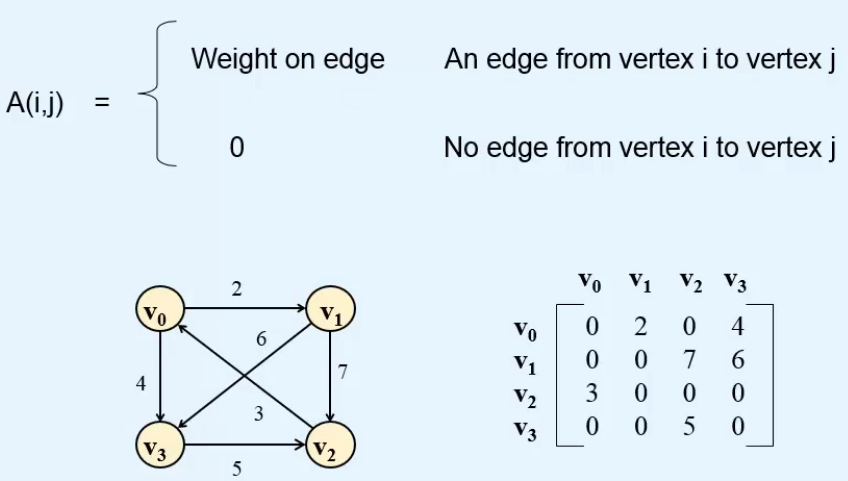 Weight on edge An edge from vertex i to vertex j
A(i,j) =
0 No edge from vertex i to vertex j
2
v0 v1
6
4 7
3
v3 v2
5
v0 v1 v2 v3
v0 0 2 0 4
v1 0 0 7 6
v2 3 0 0 0
v3 0 0 5 0